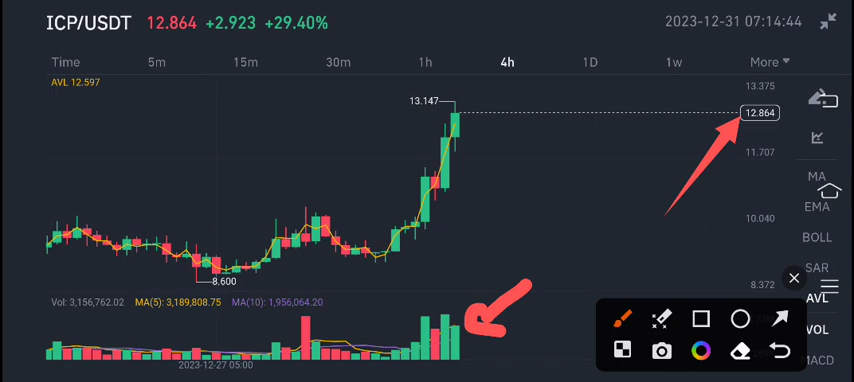 ICP/USDT 12.864 +2.923 +29.40% 2023-12-31 07:14:44
Time 5m 15m 30m 1h 4h 1D 1w More
AVL 12.597
13.375
13.147
12.864
11.707
MA
EMA
10.040
BOLL
SAR
8.600
8.372
AVL
Vol: 3,156,762.02 MA(5): 3,189,808.75 MA(10): 1,956,064.20
VOL
MACD
2023-12-27 05:00